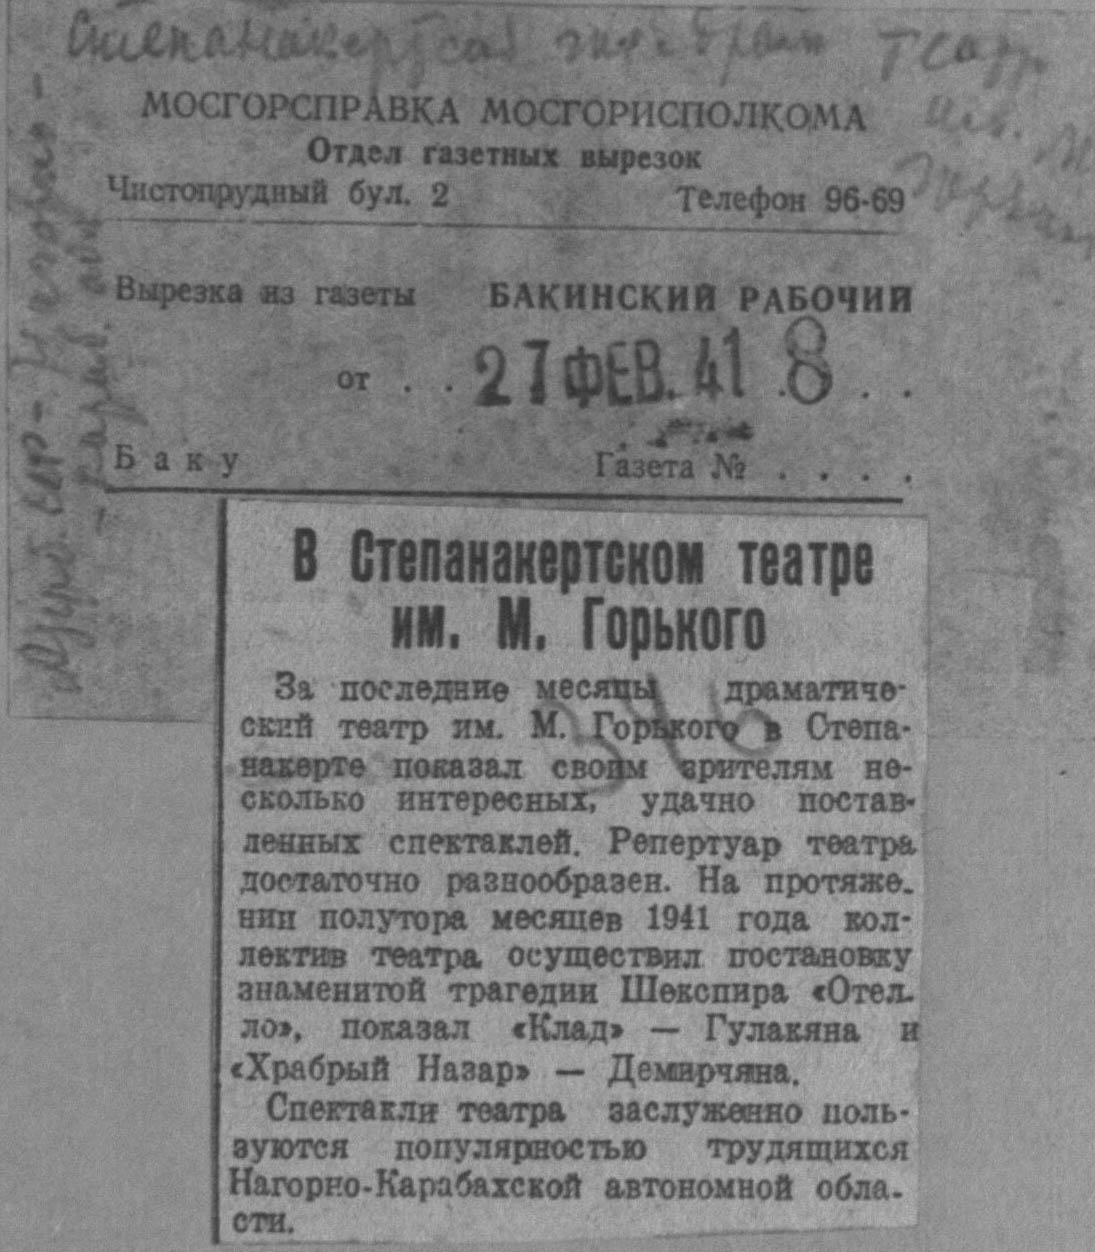 Степанакертский
МОСГОРСПРАВКА МОСГОРИСПОЛКОМА
Отдел газетных вырезок
Чистопрудный бул. 2 Телефон 96-69
Вырезка из газеты БАКИНСКИЙ РАБОЧИЙ
от . . 27 ФЕВ. 41 8 . .
Баку Газета № . . . .
В Степанакертском театре
им. М. Горького
346
За последние месяцы драматиче-
ский театр им. М. Горького в Степа-
накерте показал своим зрителям не-
сколько интересных, удачно постав-
ленных спектаклей. Репертуар театра
достаточно разнообразен. На протяже-
нии полутора месяцев 1941 года кол-
лектив театра осуществил постановку
знаменитой трагедии Шекспира «Отел-
ло», показал «Клад» — Гулакяна и
«Храбрый Назар» — Демирчяна.
Спектакли театра заслуженно поль-
зуются популярностью трудящихся
Нагорно-Карабахской автономной обла-
сти.